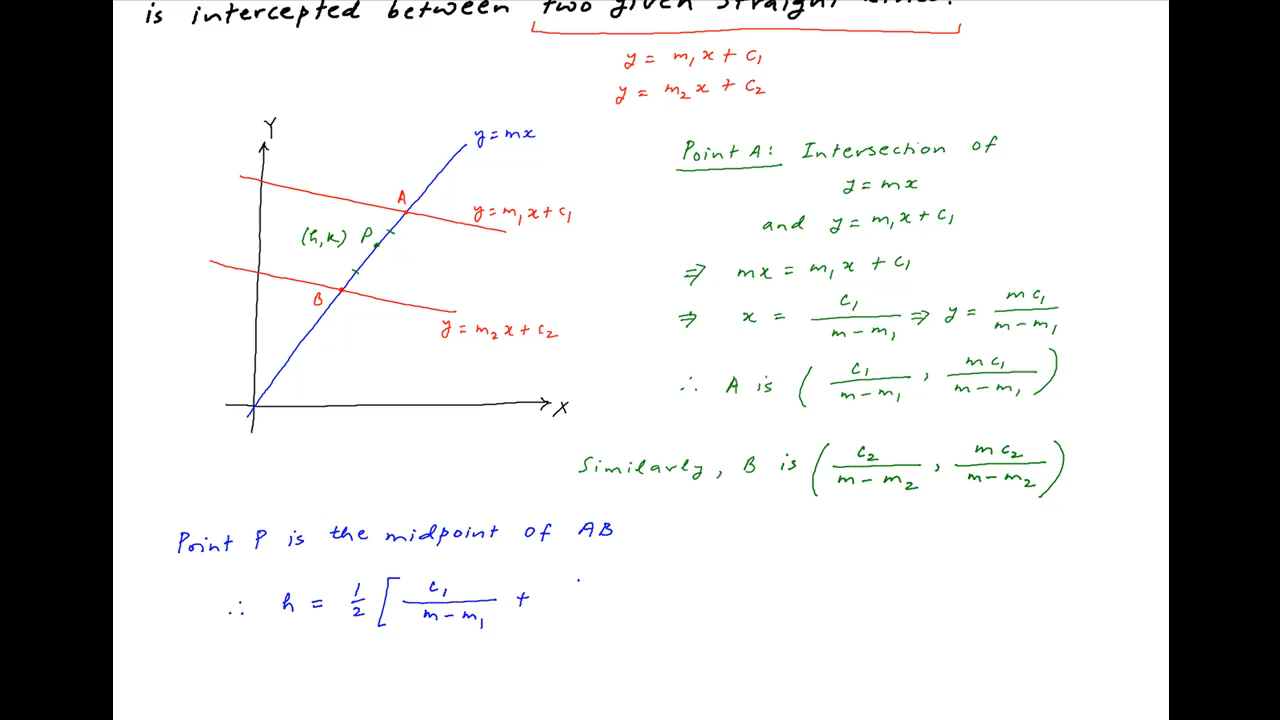 is intercepted between two given straight lines.
y = m₁x + c₁
y = m₂x + c₂
Y
y = mx
A
y = m₁x + c₁
(h, k) P
B
y = m₂x + c₂
X
Point A: Intersection of
y = mx
and y = m₁x + c₁
⇒ mx = m₁x + c₁
⇒ x = c₁/(m − m₁) ⇒ y = mc₁/(m − m₁)
∴ A is (c₁/(m − m₁), mc₁/(m − m₁))
Similarly, B is (c₂/(m − m₂), mc₂/(m − m₂))
Point P is the midpoint of AB
∴ h = 1/2 [ c₁/(m − m₁) +